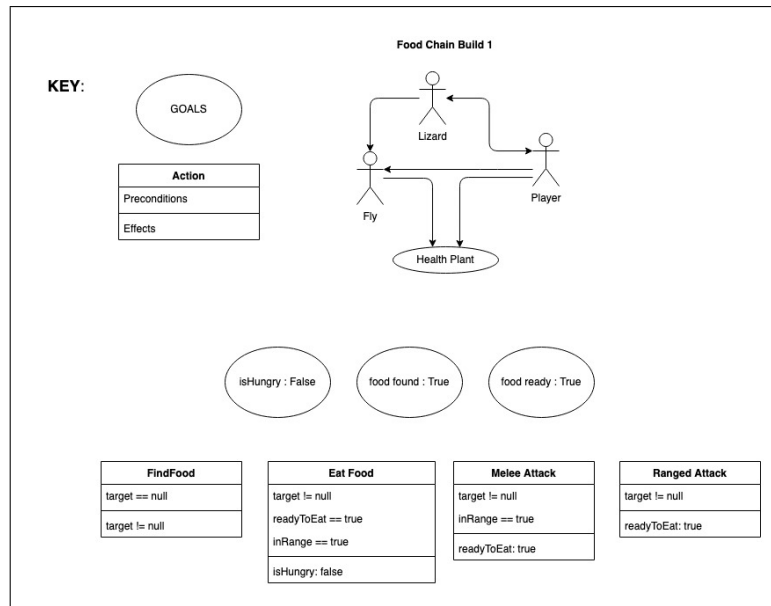 Food Chain Build 1
KEY:
GOALS
Lizard
Action
Preconditions
Effects
Fly
Player
Health Plant
isHungry : False
food found : True
food ready : True
FindFood
target == null
target != null
Eat Food
target != null
readyToEat == true
inRange == true
isHungry: false
Melee Attack
target != null
inRange == true
readyToEat: true
Ranged Attack
target != null
readyToEat: true